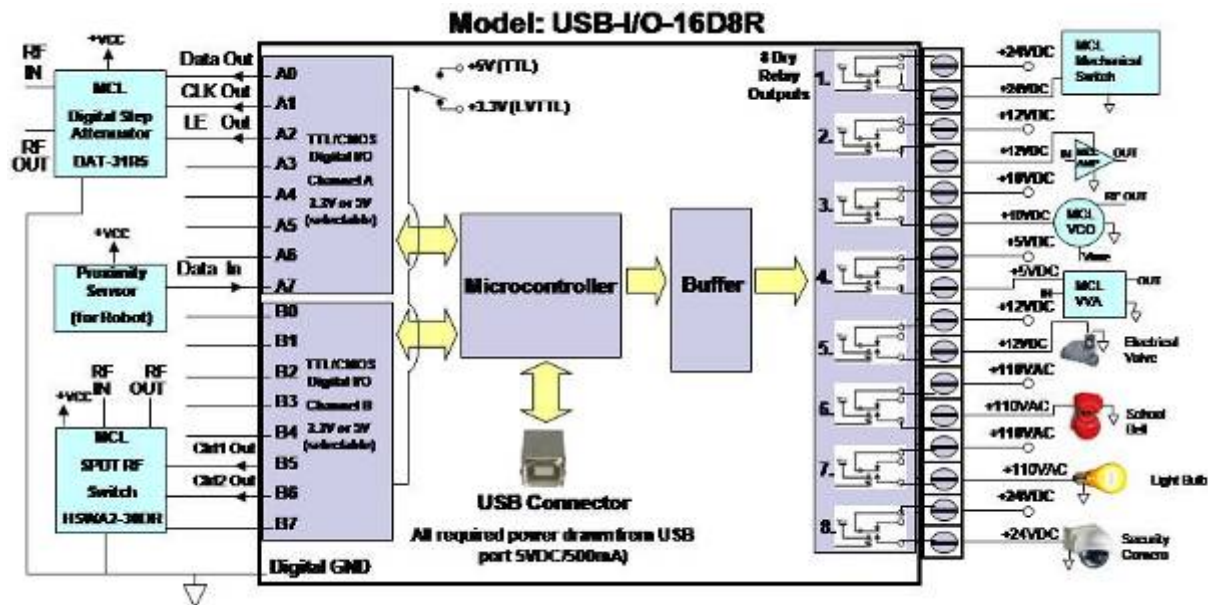 Model: USB-I/O-16D8R
+VCC
RF
IN
MCL
Digital Step
Attenuator
DAT-31R5
RF
OUT
Data Out
CLK Out
LE Out
A0
A1
A2
A3
A4
A5
A6
A7
TTL/CMOS
Digital I/O
Channel A
3.3V or 5V
(selectable)
+5V (TTL)
+3.3V (LVTTL)
+VCC
Proximity
Sensor
(for Robot)
Data In
B0
B1
B2
B3
B4
B5
B6
B7
TTL/CMOS
Digital I/O
Channel B
3.3V or 5V
(selectable)
+VCC
RF
IN
RF
OUT
MCL
SPDT RF
Switch
HSWA2-30DR
Ctrl1 Out
Ctrl2 Out
Digital GND
Microcontroller
Buffer
USB Connector
All required power drawn from USB
port 5VDC/500mA)
8 Dry
Relay
Outputs
1.
2.
3.
4.
5.
6.
7.
8.
+24VDC
+24VDC
MCL
Mechanical
Switch
+12VDC
+12VDC
IN
MCL
AMP
OUT
+10VDC
+10VDC
RF OUT
MCL
VCO
+5VDC
+5VDC
IN
MCL
VVA
OUT
+12VDC
+12VDC
Electrical
Valve
+110VAC
+110VAC
School
Bell
+110VAC
+110VAC
Light Bulb
+24VDC
+24VDC
Security
Camera